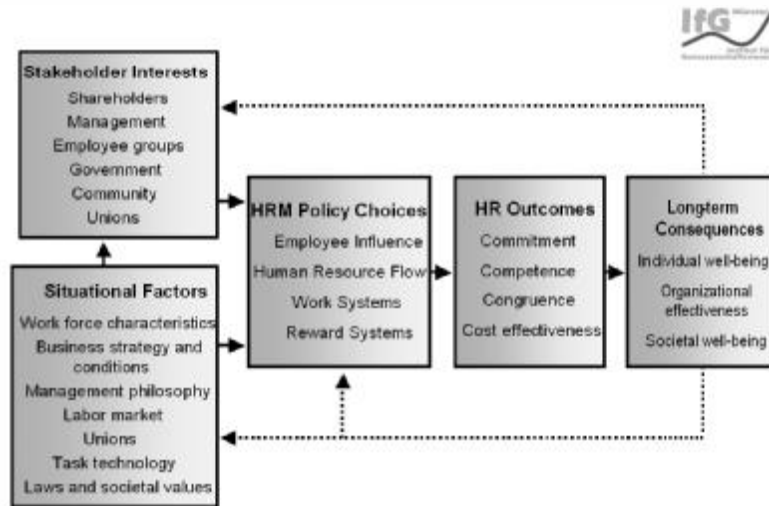 IfG
Münster
Stakeholder Interests
Shareholders
Management
Employee groups
Government
Community
Unions
Situational Factors
Work force characteristics
Business strategy and
conditions
Management philosophy
Labor market
Unions
Task technology
Laws and societal values
HRM Policy Choices
Employee Influence
Human Resource Flow
Work Systems
Reward Systems
HR Outcomes
Commitment
Competence
Congruence
Cost effectiveness
Long-term
Consequences
Individual well-being
Organizational
effectiveness
Societal well-being